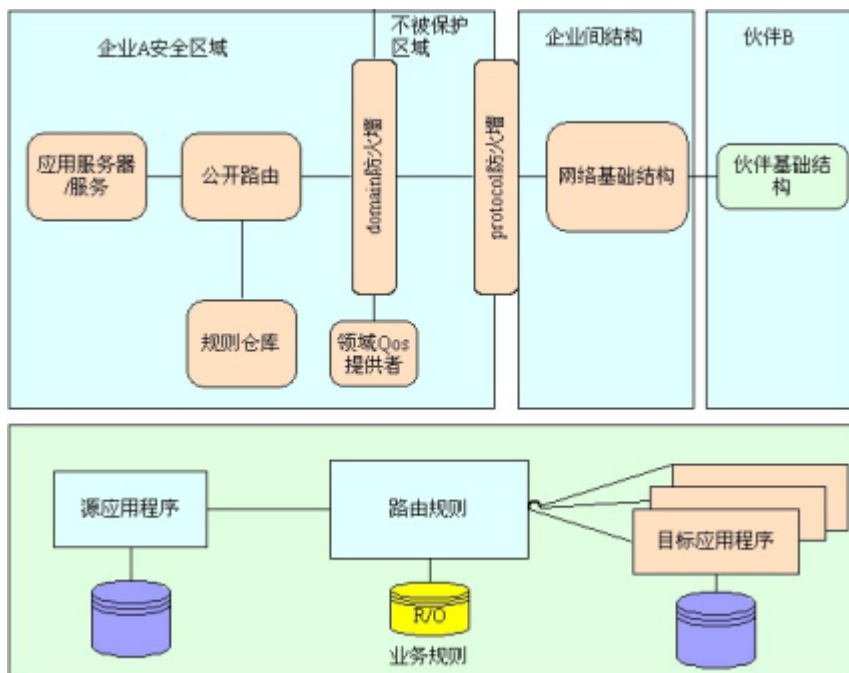 企业A安全区域
不被保护
区域
企业间结构
伙伴B
应用服务器
/服务
公开路由
domain防火墙
protocol防火墙
网络基础结构
伙伴基础结
构
规则仓库
领域Qos
提供者
源应用程序
路由规则
目标应用程序
R/O
业务规则